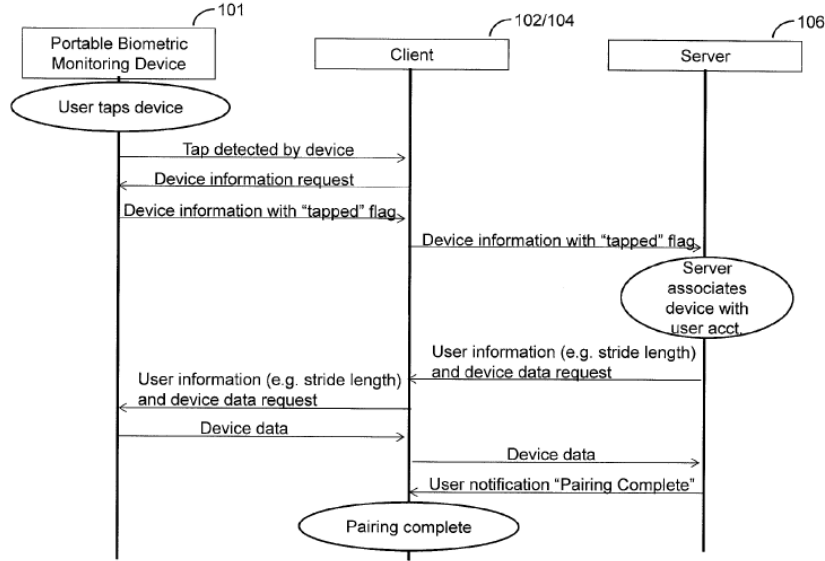 101
102/104
106
Portable Biometric
Monitoring Device
Client
Server
User taps device
Tap detected by device
Device information request
Device information with “tapped” flag
Device information with “tapped” flag
Server
associates
device with
user acct.
User information (e.g. stride length)
and device data request
User information (e.g. stride length)
and device data request
Device data
Device data
User notification “Pairing Complete”
Pairing complete